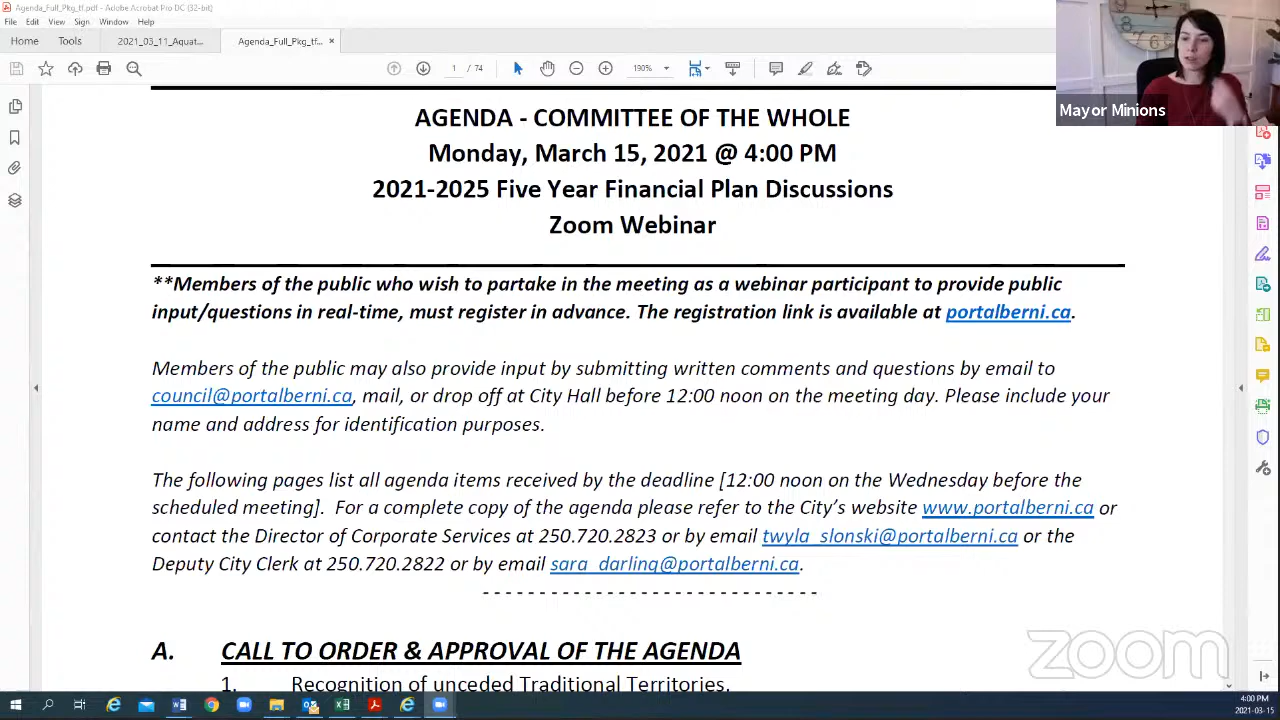 Agenda_Full_Pkg_tf.pdf - Adobe Acrobat Pro DC (32-bit)
File Edit View Sign Window Help
Home Tools 2021_03_11_Aquat... Agenda_Full_Pkg_tf... ×
1 / 74 190%
Mayor Minions
AGENDA - COMMITTEE OF THE WHOLE
Monday, March 15, 2021 @ 4:00 PM
2021-2025 Five Year Financial Plan Discussions
Zoom Webinar
**Members of the public who wish to partake in the meeting as a webinar participant to provide public
input/questions in real-time, must register in advance. The registration link is available at portalberni.ca.
Members of the public may also provide input by submitting written comments and questions by email to
council@portalberni.ca, mail, or drop off at City Hall before 12:00 noon on the meeting day. Please include your
name and address for identification purposes.
The following pages list all agenda items received by the deadline [12:00 noon on the Wednesday before the
scheduled meeting]. For a complete copy of the agenda please refer to the City's website www.portalberni.ca or
contact the Director of Corporate Services at 250.720.2823 or by email twyla_slonski@portalberni.ca or the
Deputy City Clerk at 250.720.2822 or by email sara_darling@portalberni.ca.
- - - - - - - - - - - - - - - - - - - - - - - - - - - - - -
A. CALL TO ORDER & APPROVAL OF THE AGENDA
1. Recognition of unceded Traditional Territories.
zoom
4:00 PM
2021-03-15